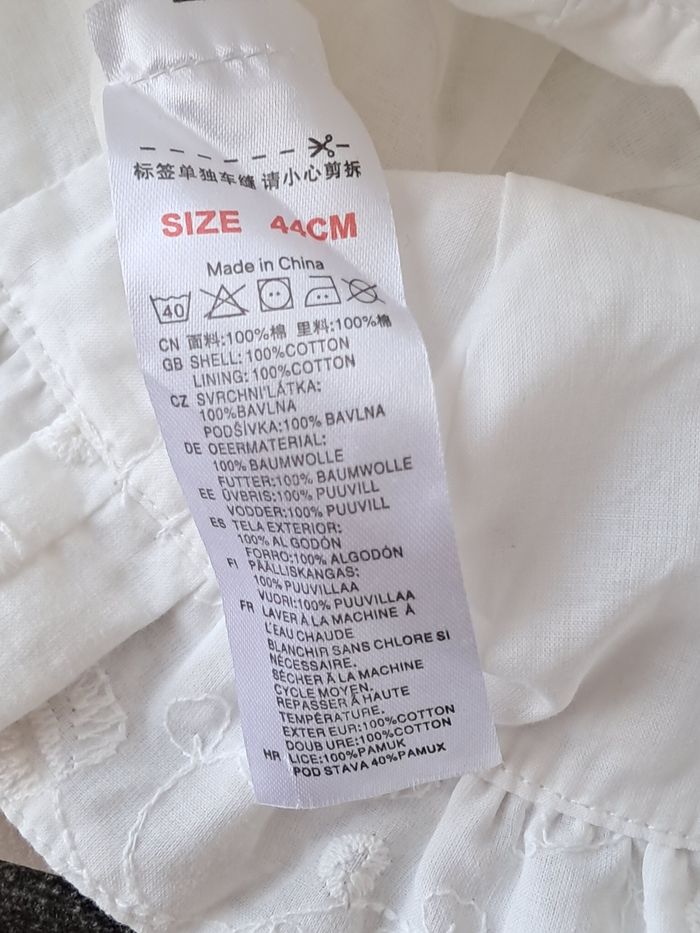 标签单独车缝 请小心剪拆
SIZE 44CM
Made in China
40
CN 面料:100%棉 里料:100%棉
GB SHELL: 100%COTTON
LINING: 100%COTTON
CZ SVRCHNI'LÁTKA:
100%BAVLNA
PODŠÍVKA:100% BAVLNA
DE OEERMATERIAL:
100% BAUMWOLLE
FUTTER:100% BAUMWOLLE
EE ÖVBRIS:100% PUUVILL
VODDER:100% PUUVILL
ES TELA EXTERIOR:
100% ALGODÓN
FORRO:100% ALGODÓN
FI PÄÄLLISKANGAS:
100% PUUVILLAA
VUORI:100% PUUVILLAA
FR LAVER À LA MACHINE À
L'EAU CHAUDE
BLANCHIR SANS CHLORE SI
NÉCESSAIRE.
SÉCHER À LA MACHINE
CYCLE MOYEN.
REPASSER À HAUTE
TEMPÉRATURE.
EXTER EUR:100%COTTON
DOUB URE:100%COTTON
HR LICE:100%PAMUK
POD STAVA 40%PAMUX